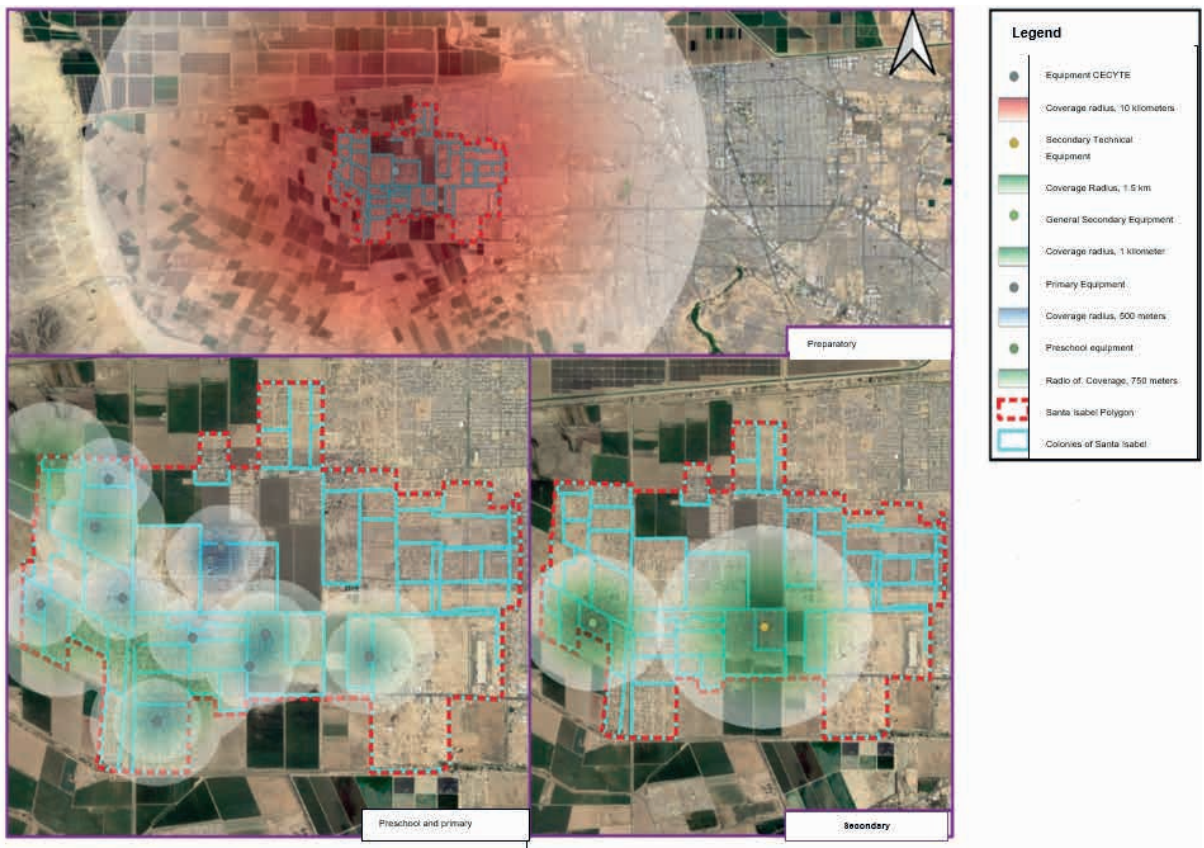 Legend
Equipment CECYTE
Coverage radius, 10 kilometers
Secondary Technical
Equipment
Coverage Radius, 1.5 km
General Secondary Equipment
Coverage radius, 1 kilometer
Primary Equipment
Coverage radius, 500 meters
Preschool equipment
Radio of. Coverage, 750 meters
Santa Isabel Polygon
Colonies of Santa Isabel
Preparatory
Preschool and primary
Secondary